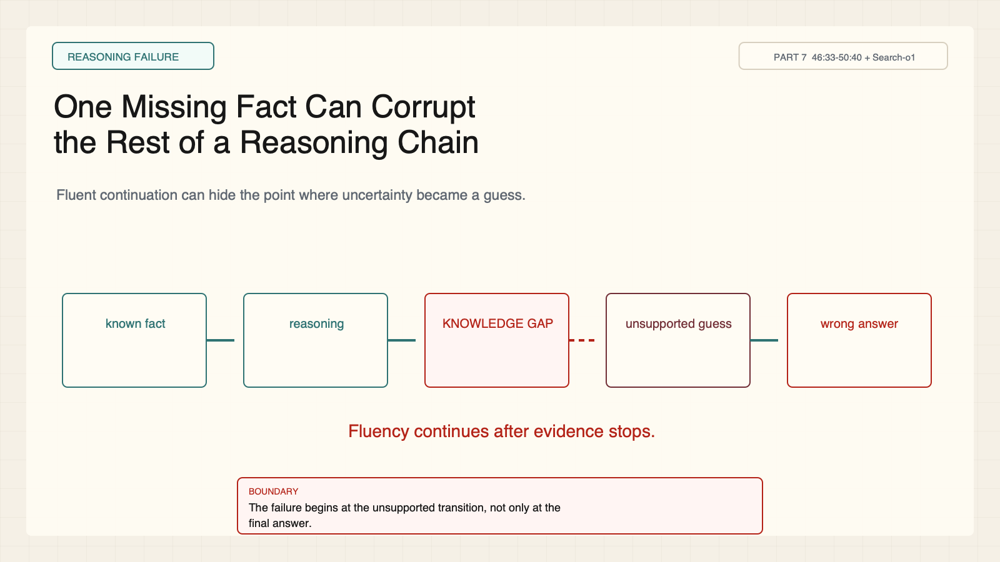 REASONING FAILURE
PART 7 46:33-50:40 + Search-o1
One Missing Fact Can Corrupt
the Rest of a Reasoning Chain
Fluent continuation can hide the point where uncertainty became a guess.
known fact
reasoning
KNOWLEDGE GAP
unsupported guess
wrong answer
Fluency continues after evidence stops.
BOUNDARY
The failure begins at the unsupported transition, not only at the
final answer.